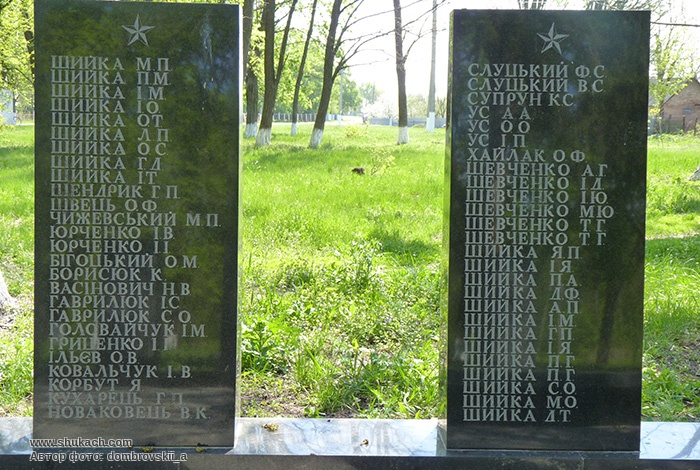 ШИЙКА М.П.
ШИЙКА П.М.
ШИЙКА І.М.
ШИЙКА І.О.
ШИЙКА О.Т.
ШИЙКА Л.П.
ШИЙКА О.С.
ШИЙКА Г.Д.
ШИЙКА І.Т.
ШЕНДРИК Г.П.
ШВЕЦЬ О.Ф.
ЧИЖЕВСЬКИЙ М.П.
ЮРЧЕНКО І.В.
ЮРЧЕНКО І.І.
БІГОЦЬКИЙ О.М.
БОРИСЮК К.
ВАСІНОВИЧ Н.В.
ГАВРИЛЮК І.С.
ГАВРИЛЮК С.О.
ГОЛОВАЙЧУК І.М.
ГРИЦЕНКО І.І.
ІЛЬЄВ О.В.
КОВАЛЬЧУК І.В.
КОРБУТ Я.
КУХАРЕЦЬ Г.П.
НОВАКОВЕЦЬ В.К.
СЛУЦЬКИЙ Ф.С.
СЛУЦЬКИЙ В.С.
СУПРУН К.С.
УС А.А.
УС О.О.
УС І.П.
ХАЙЛАК О.Ф.
ШЕВЧЕНКО А.Г.
ШЕВЧЕНКО І.Д.
ШЕВЧЕНКО І.Ю.
ШЕВЧЕНКО М.Ю.
ШЕВЧЕНКО Т.Г.
ШЕВЧЕНКО Т.Г.
ШИЙКА Я.П.
ШИЙКА І.Я.
ШИЙКА П.А.
ШИЙКА Д.Ф.
ШИЙКА А.П.
ШИЙКА І.М.
ШИЙКА Г.П.
ШИЙКА І.Я.
ШИЙКА П.І.
ШИЙКА П.Г.
ШИЙКА С.О.
ШИЙКА М.О.
ШИЙКА Д.Т.
www.shukach.com
Автор фото: dombrovskii_a